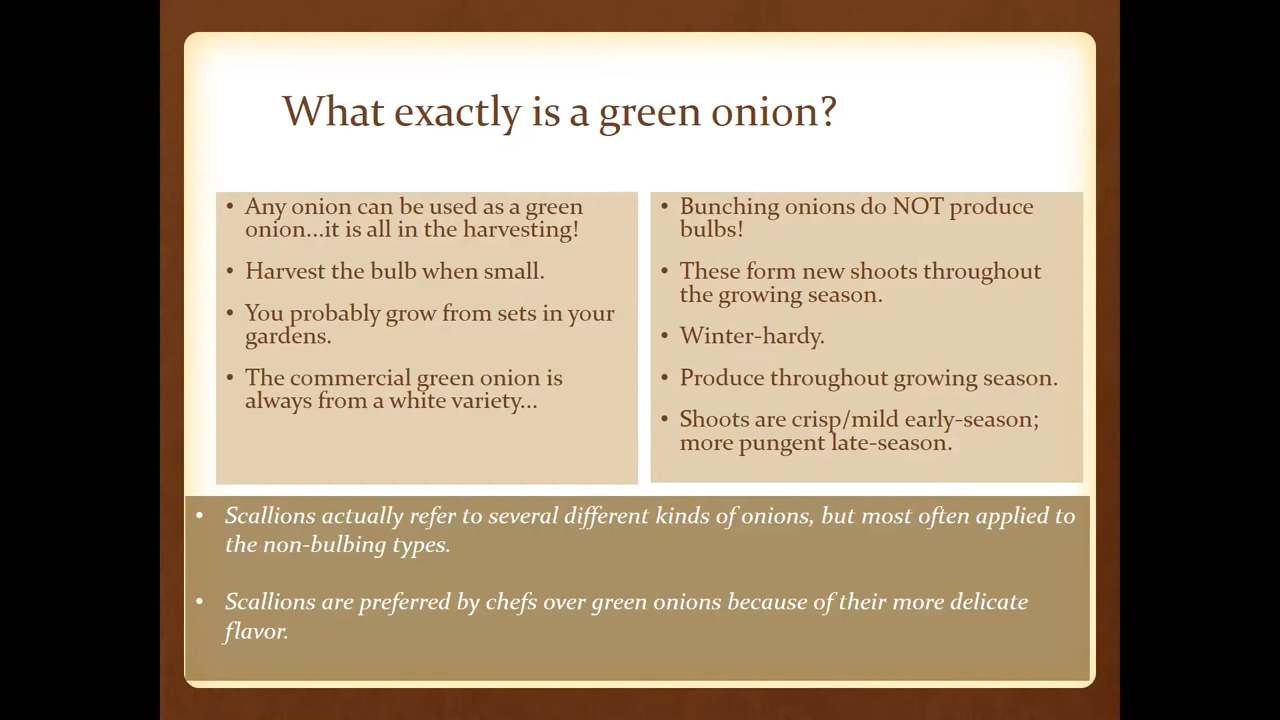 What exactly is a green onion?
• Any onion can be used as a green
onion...it is all in the harvesting!
• Harvest the bulb when small.
• You probably grow from sets in your
gardens.
• The commercial green onion is
always from a white variety...
• Bunching onions do NOT produce
bulbs!
• These form new shoots throughout
the growing season.
• Winter-hardy.
• Produce throughout growing season.
• Shoots are crisp/mild early-season;
more pungent late-season.
• Scallions actually refer to several different kinds of onions, but most often applied to
the non-bulbing types.
• Scallions are preferred by chefs over green onions because of their more delicate
flavor.